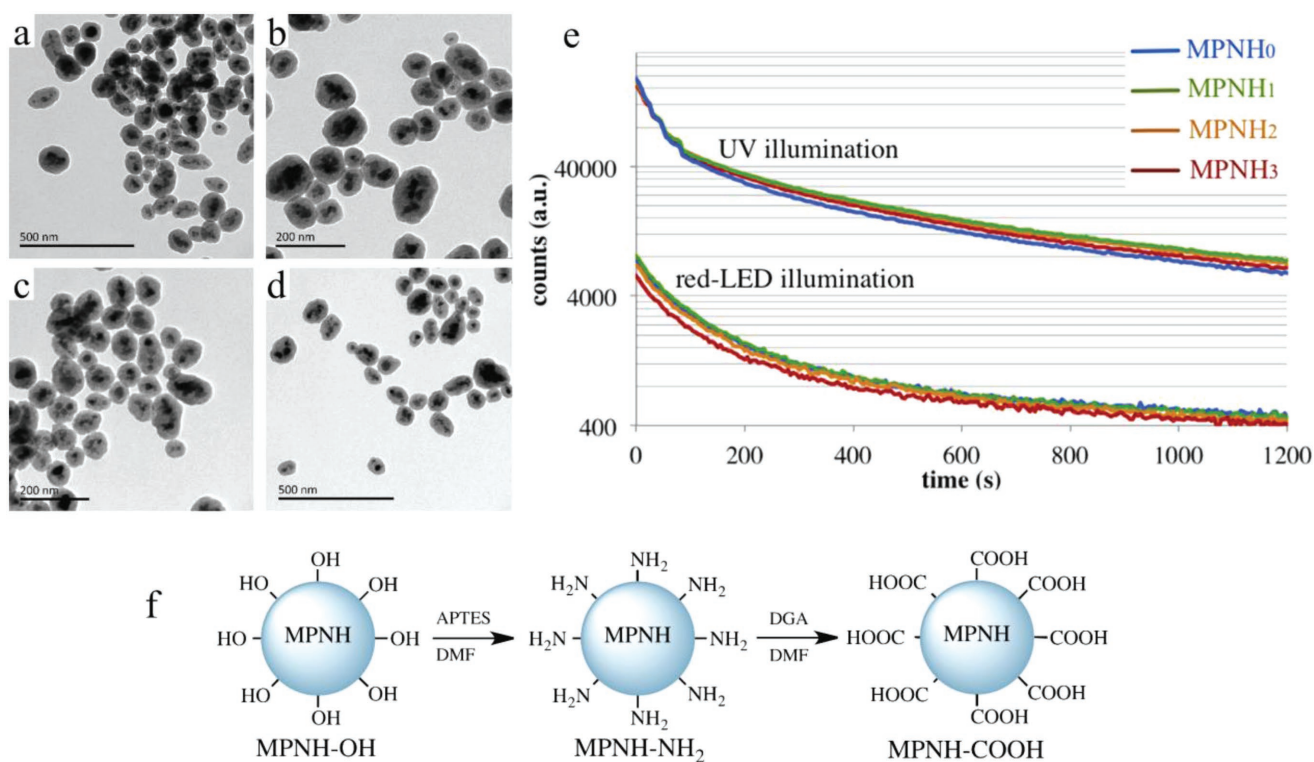 a
500 nm
b
200 nm
c
200 nm
d
500 nm
e
MPNH0
MPNH1
MPNH2
MPNH3
UV illumination
red-LED illumination
counts (a.u.)
40000
4000
400
0 200 400 600 800 1000 1200
time (s)
f
OH
HO OH
HO MPNH OH
HO OH
OH
MPNH-OH
APTES
DMF
NH2
H2N NH2
H2N MPNH NH2
H2N NH2
NH2
MPNH-NH2
DGA
DMF
COOH
HOOC COOH
HOOC MPNH COOH
HOOC COOH
COOH
MPNH-COOH